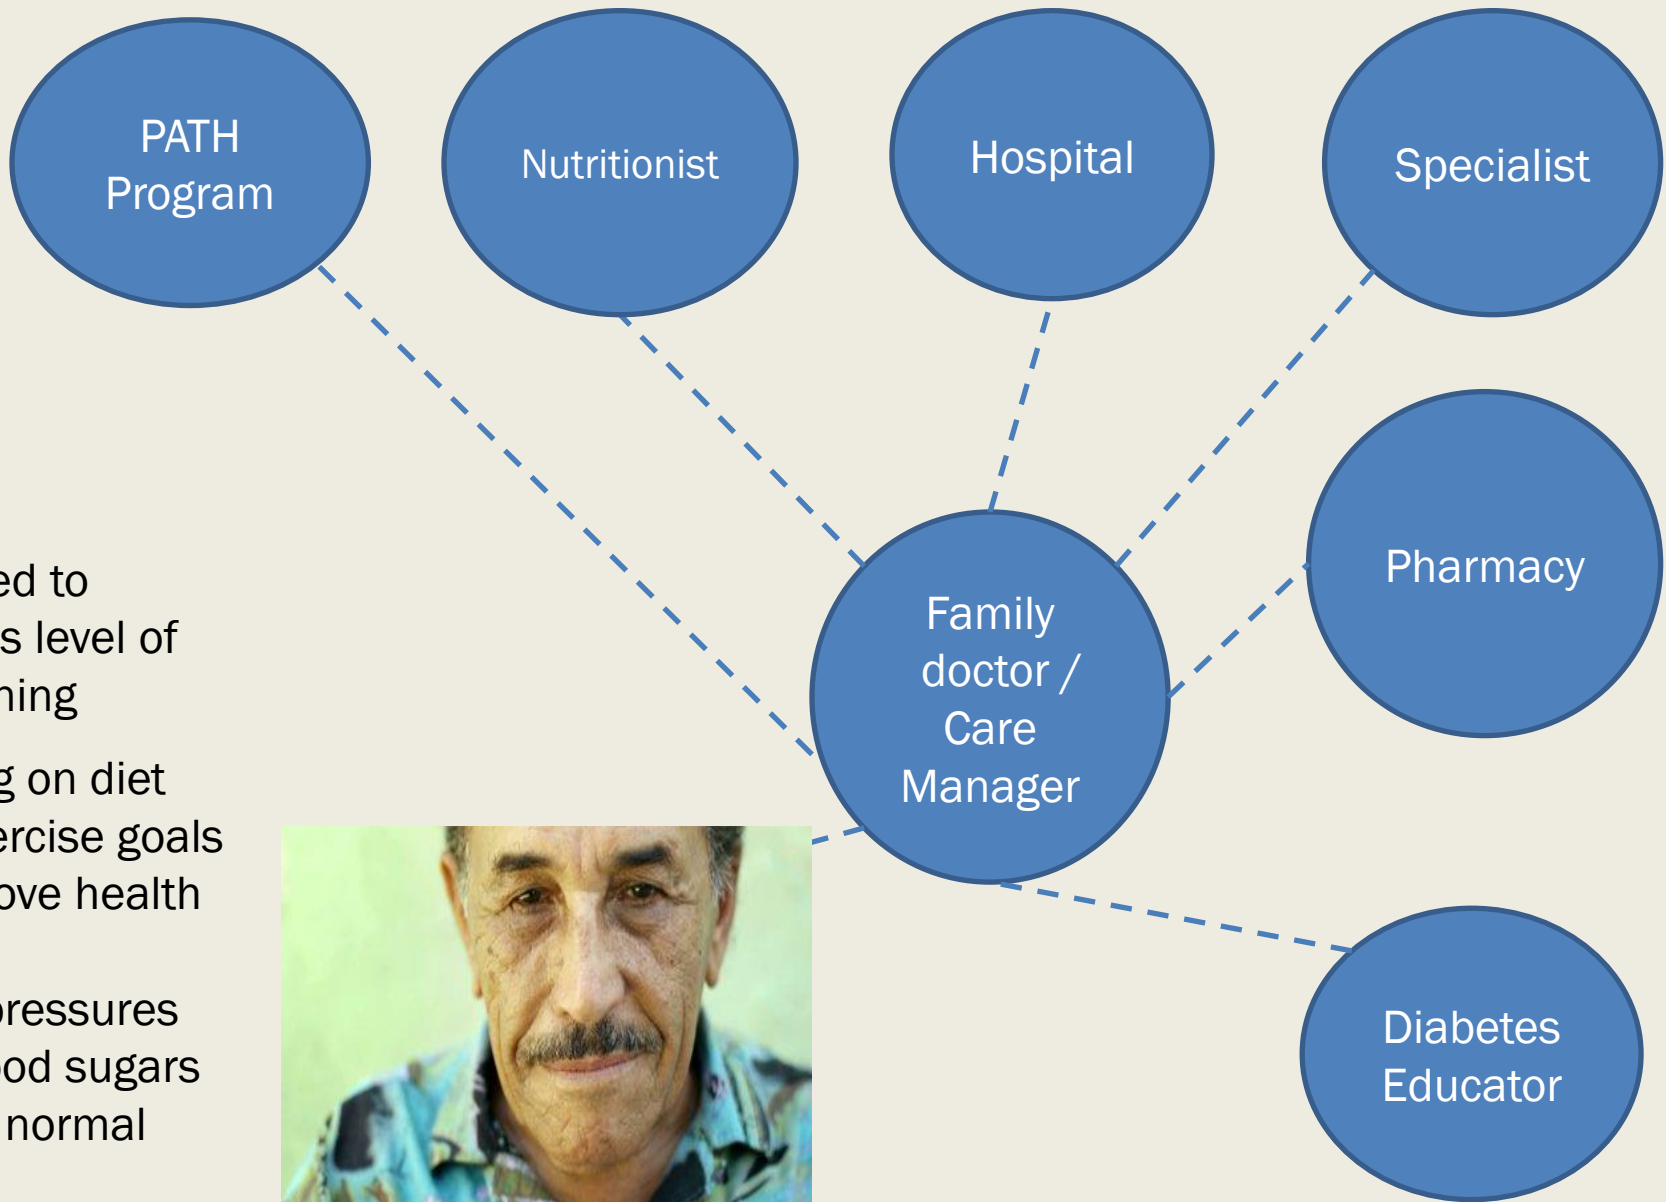 PATH
Program
Nutritionist
Hospital
Specialist
Pharmacy
Family
doctor /
Care
Manager
Diabetes
Educator
ed to
s level of
ning
g on diet
ercise goals
ove health
pressures
od sugars
normal